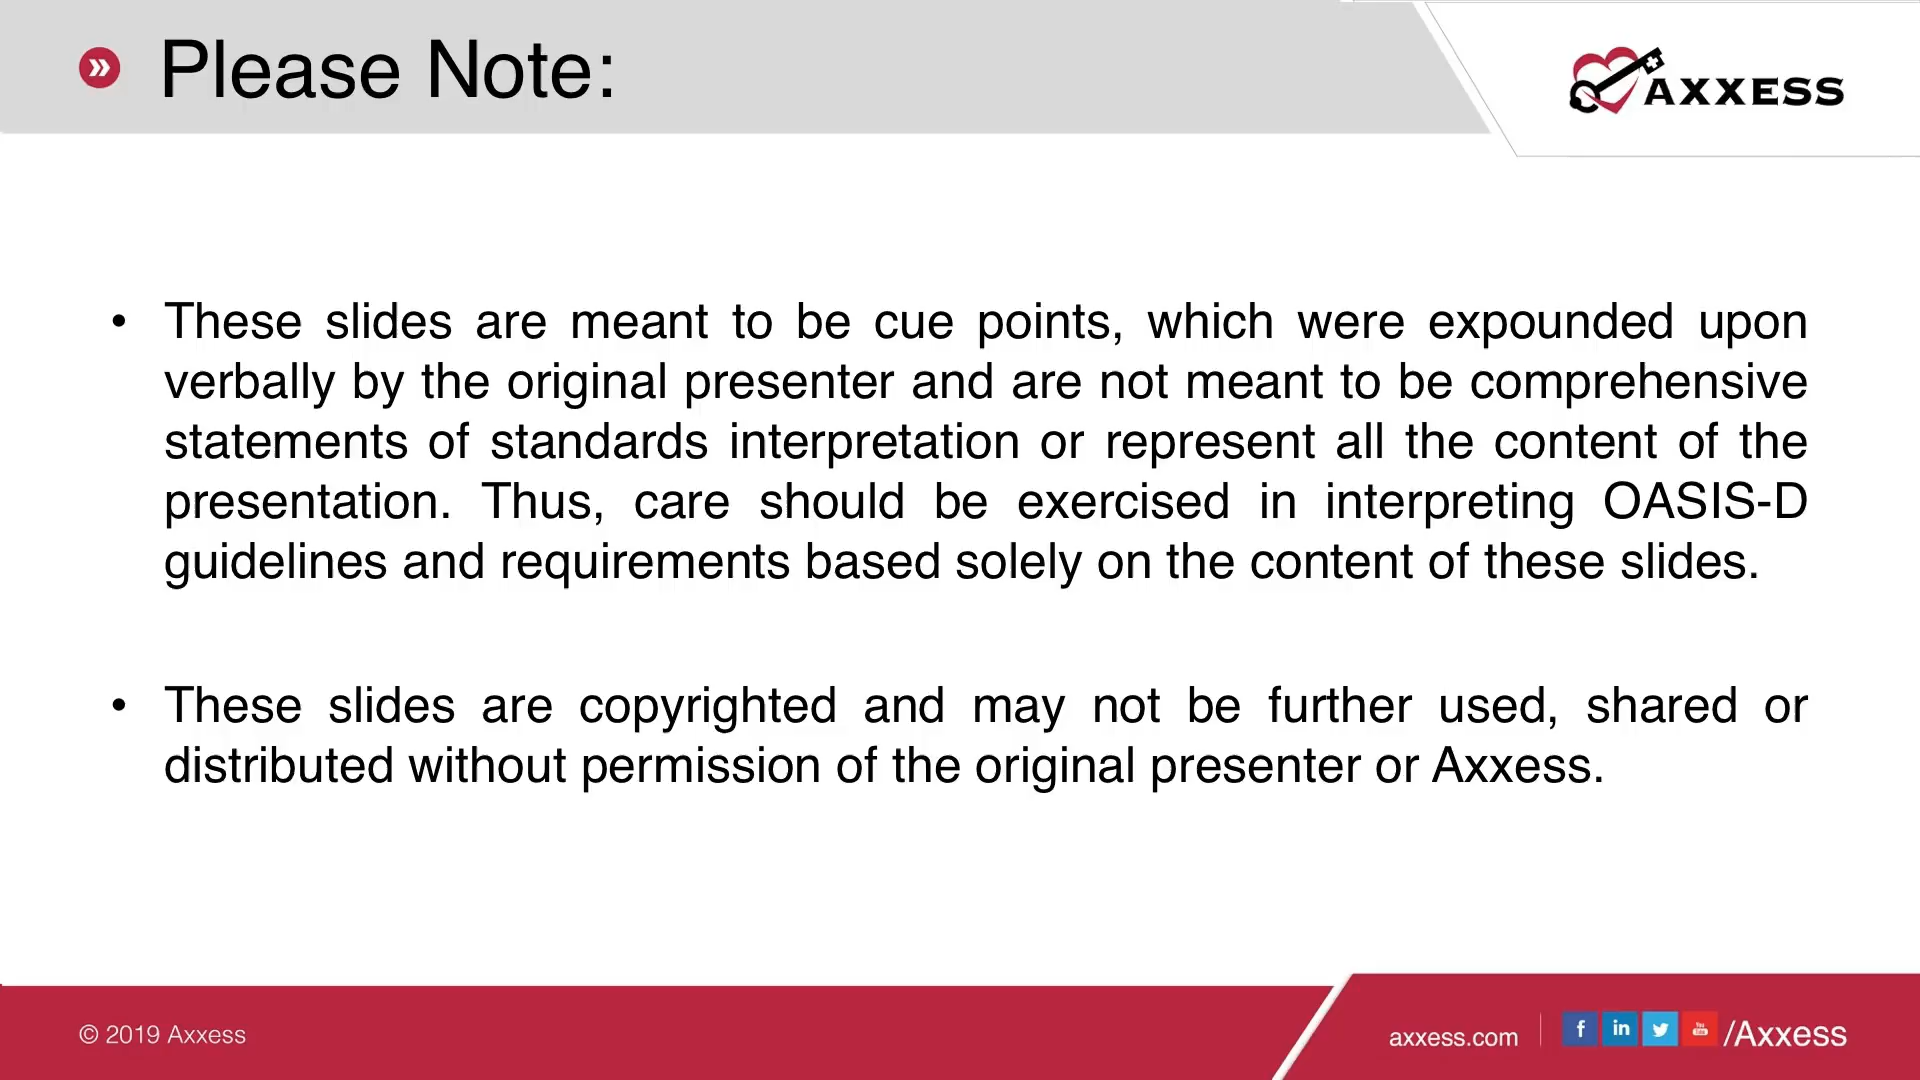 Please Note:
AXXESS
• These slides are meant to be cue points, which were expounded upon
verbally by the original presenter and are not meant to be comprehensive
statements of standards interpretation or represent all the content of the
presentation. Thus, care should be exercised in interpreting OASIS-D
guidelines and requirements based solely on the content of these slides.
• These slides are copyrighted and may not be further used, shared or
distributed without permission of the original presenter or Axxess.
© 2019 Axxess
axxess.com
f in You Tube /Axxess